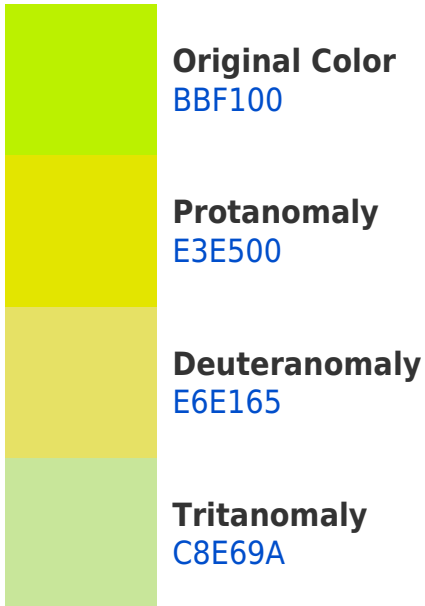 Original Color
BBF100
Protanomaly
E3E500
Deuteranomaly
E6E165
Tritanomaly
C8E69A